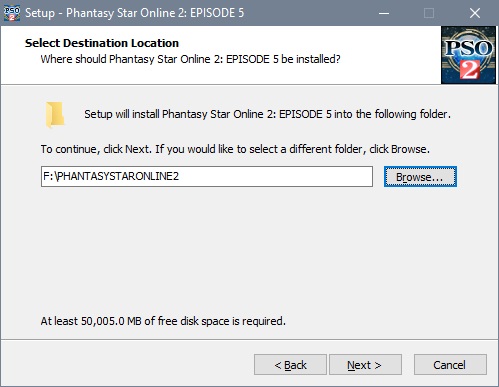 Setup - Phantasy Star Online 2: EPISODE 5
Select Destination Location
Where should Phantasy Star Online 2: EPISODE 5 be installed?
PSO
2
Setup will install Phantasy Star Online 2: EPISODE 5 into the following folder.
To continue, click Next. If you would like to select a different folder, click Browse.
F:\PHANTASYSTARONLINE2
Browse...
At least 50,005.0 MB of free disk space is required.
< Back
Next >
Cancel